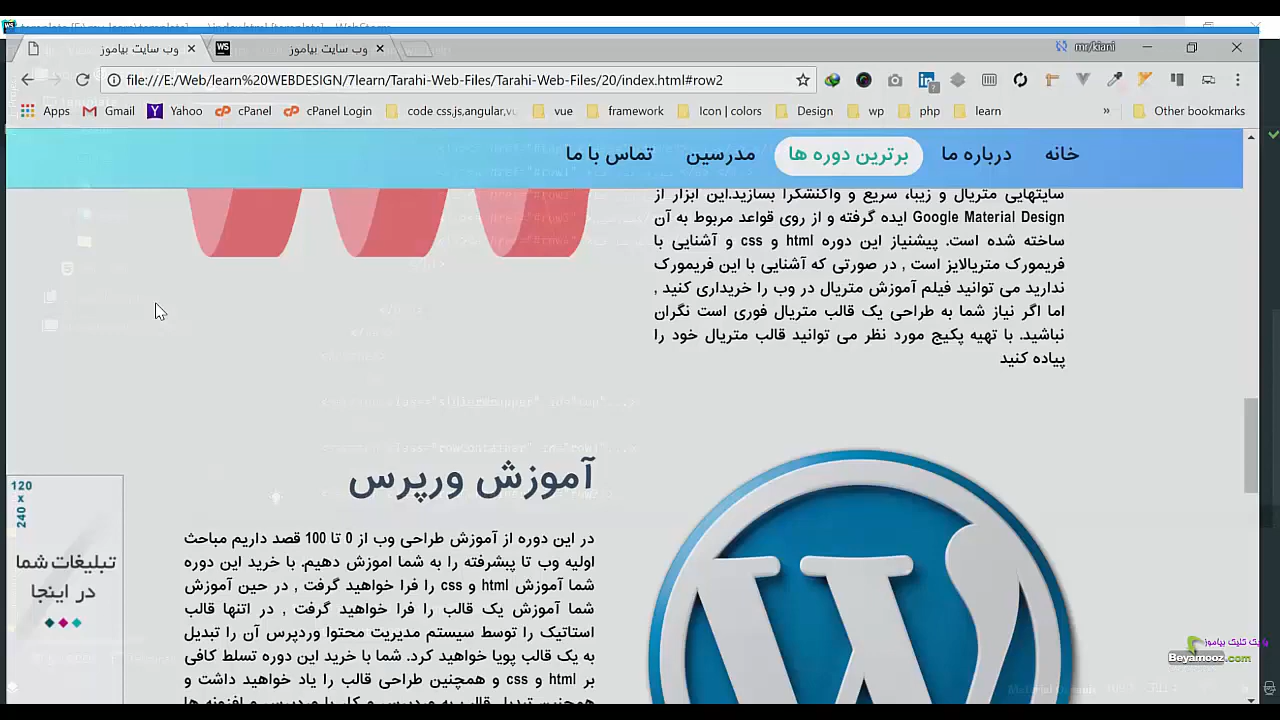 وب سایت بیاموز
وب سایت بیاموز
mr/kiani
file:///E:/Web/learn%20WEBDESIGN/7learn/Tarahi-Web-Files/Tarahi-Web-Files/20/index.html#row2
Apps Gmail Yahoo cPanel cPanel Login code css,js,angular,vu vue framework icon | colors Design wp php learn » Other bookmarks
خانه درباره ما برترین دوره ها مدرسین تماس با ما
سایتهایی متریال و زیبا، سریع و واکنشگرا بسازید.این ابزار از
Google Material Design ایده گرفته و از روی قواعد مربوط به آن
ساخته شده است. پیشنیاز این دوره html و css و آشنایی با
فریمورک متریالایز است , در صورتی که آشنایی با این فریمورک
ندارید می توانید فیلم آموزش متریال در وب را خریداری کنید ,
اما اگر نیاز شما به طراحی یک قالب متریال فوری است نگران
نباشید. با تهیه پکیج مورد نظر می توانید قالب متریال خود را
پیاده کنید
آموزش ورپرس
در این دوره از آموزش طراحی وب از 0 تا 100 قصد داریم مباحث
اولیه وب تا پیشرفته را به شما اموزش دهیم. با خرید این دوره
شما آموزش html و css را فرا خواهید گرفت , در حین آموزش
شما آموزش یک قالب را فرا خواهید گرفت , در انتها قالب
استاتیک را توسط سیستم مدیریت محتوا وردپرس آن را تبدیل
به یک قالب پویا خواهید کرد. شما با خرید این دوره تسلط کافی
بر html و css و همچنین طراحی قالب را یاد خواهید داشت و
120
x
240
تبلیغات شما
در اینجا
با یک کلیک بیاموز
Beyamooz.com